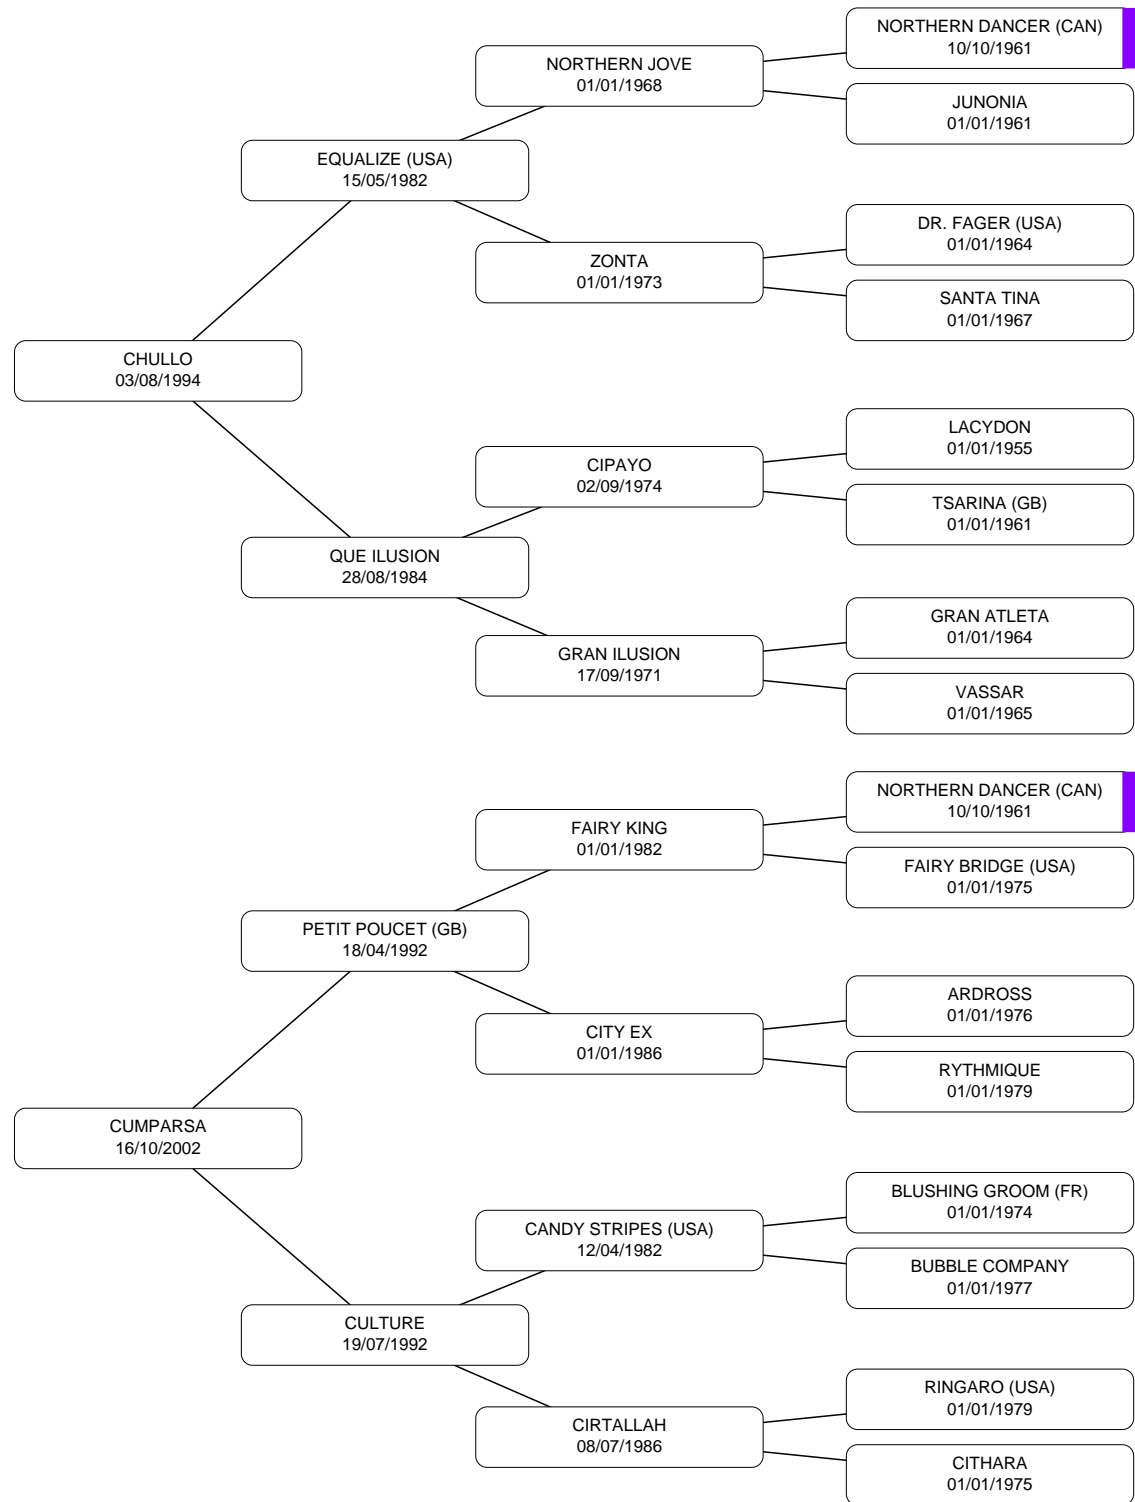 NORTHERN DANCER (CAN)
10/10/1961
NORTHERN JOVE
01/01/1968
JUNONIA
01/01/1961
EQUALIZE (USA)
15/05/1982
DR. FAGER (USA)
01/01/1964
ZONTA
01/01/1973
SANTA TINA
01/01/1967
CHULLO
03/08/1994
LACYDON
01/01/1955
CIPAYO
02/09/1974
TSARINA (GB)
01/01/1961
QUE ILUSION
28/08/1984
GRAN ATLETA
01/01/1964
GRAN ILUSION
17/09/1971
VASSAR
01/01/1965
NORTHERN DANCER (CAN)
10/10/1961
FAIRY KING
01/01/1982
FAIRY BRIDGE (USA)
01/01/1975
PETIT POUCET (GB)
18/04/1992
ARDROSS
01/01/1976
CITY EX
01/01/1986
RYTHMIQUE
01/01/1979
CUMPARSA
16/10/2002
BLUSHING GROOM (FR)
01/01/1974
CANDY STRIPES (USA)
12/04/1982
BUBBLE COMPANY
01/01/1977
CULTURE
19/07/1992
RINGARO (USA)
01/01/1979
CIRTALLAH
08/07/1986
CITHARA
01/01/1975